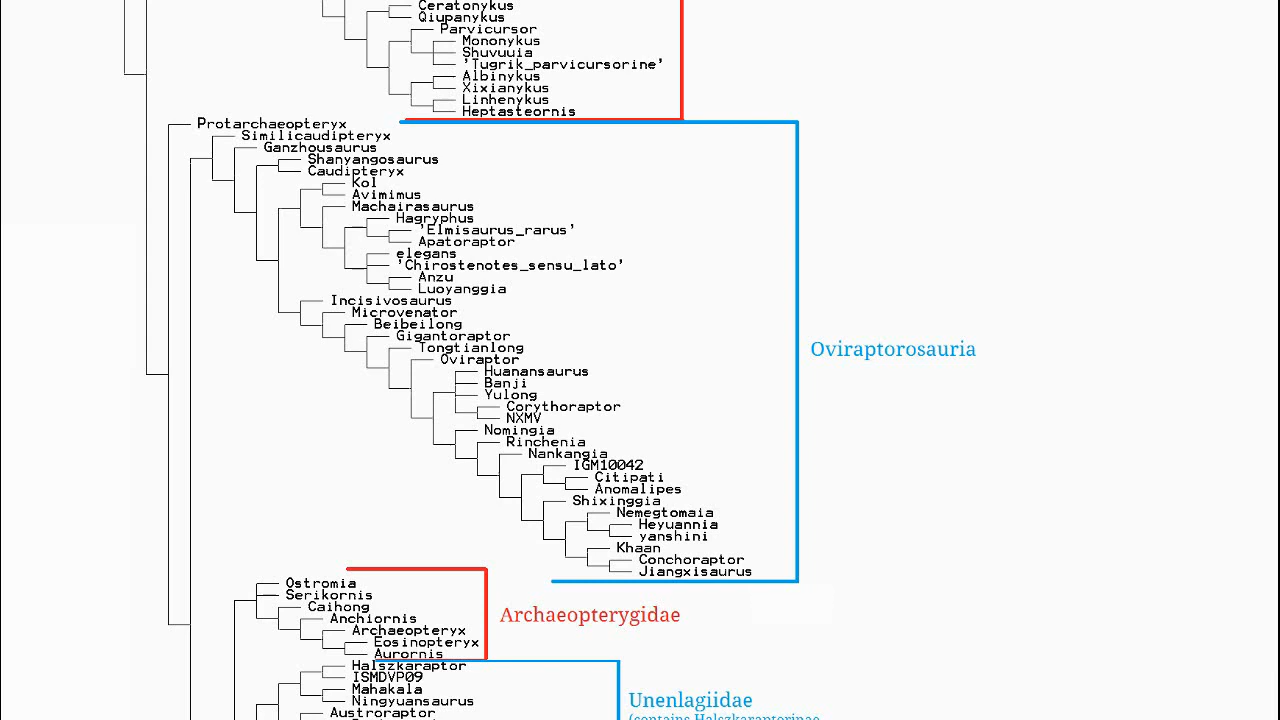 Ceratonykus
Qiupanykus
Parvicursor
Mononykus
Shuvuuia
'Tugrik_parvicursorine'
Albinykus
Xixianykus
Linhenykus
Heptasteornis
Protarchaeopteryx
Similicaudipteryx
Ganzhousaurus
Shanyangosaurus
Caudipteryx
Kol
Avimimus
Machairasaurus
Hagryphus
'Elmisaurus_rarus'
Apatoraptor
elegans
'Chirostenotes_sensu_lato'
Anzu
Luoyanggia
Incisivosaurus
Microvenator
Beibeilong
Gigantoraptor
Tongtianlong
Oviraptor
Huanansaurus
Banji
Yulong
Corythoraptor
NXMV
Nomingia
Rinchenia
Nankangia
IGM10042
Citipati
Anomalipes
Shixinggia
Nemegtomaia
Heyuannia
yanshini
Khaan
Conchoraptor
Jiangxisaurus
Oviraptorosauria
Ostromia
Serikornis
Caihong
Anchiornis
Archaeopteryx
Eosinopteryx
Aurornis
Archaeopterygidae
Halszkaraptor
ISMDVP09
Mahakala
Ningyuansaurus
Austroraptor
Unenlagiidae
(contains Halszkaraptorinae